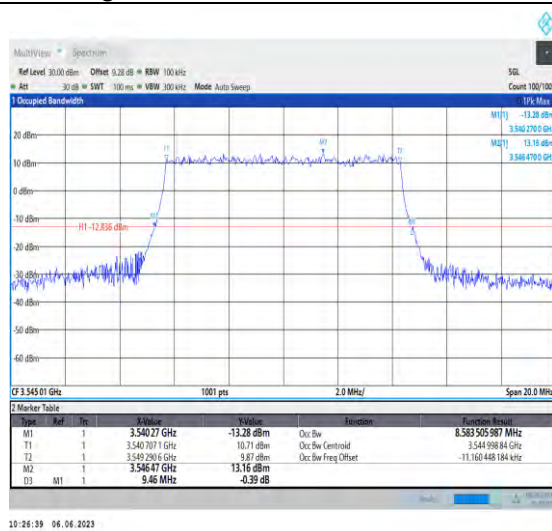 MultiView Spectrum
Ref Level 30.00 dBm Offset 9.28 dB RBW 100 kHz SGL
Att 30 dB SWT 100 ms VBW 300 kHz Mode Auto Sweep Count 100/100
1 Occupied Bandwidth 1Pk Max
M1[1] -13.28 dBm
3.540 2700 GHz
20 dBm M2[1] 13.16 dBm
3.546 4700 GHz
T1 M2 T2
10 dBm
0 dBm
-10 dBm
H1 -12.836 dBm
-20 dBm
-30 dBm
-50 dBm
-60 dBm
CF 3.545 01 GHz 1001 pts 2.0 MHz/ Span 20.0 MHz
2 Marker Table
Type Ref Trc X-Value Y-Value Function Function Result
M1 1 3.540 27 GHz -13.28 dBm Occ Bw 8.583 505 987 MHz
T1 1 3.540 707 1 GHz 10.71 dBm Occ Bw Centroid 3.544 998 84 GHz
T2 1 3.549 290 6 GHz 9.87 dBm Occ Bw Freq Offset -11.160 448 184 kHz
M2 1 3.546 47 GHz 13.16 dBm
D3 M1 1 9.46 MHz -0.39 dB
10:26:39 06.06.2023